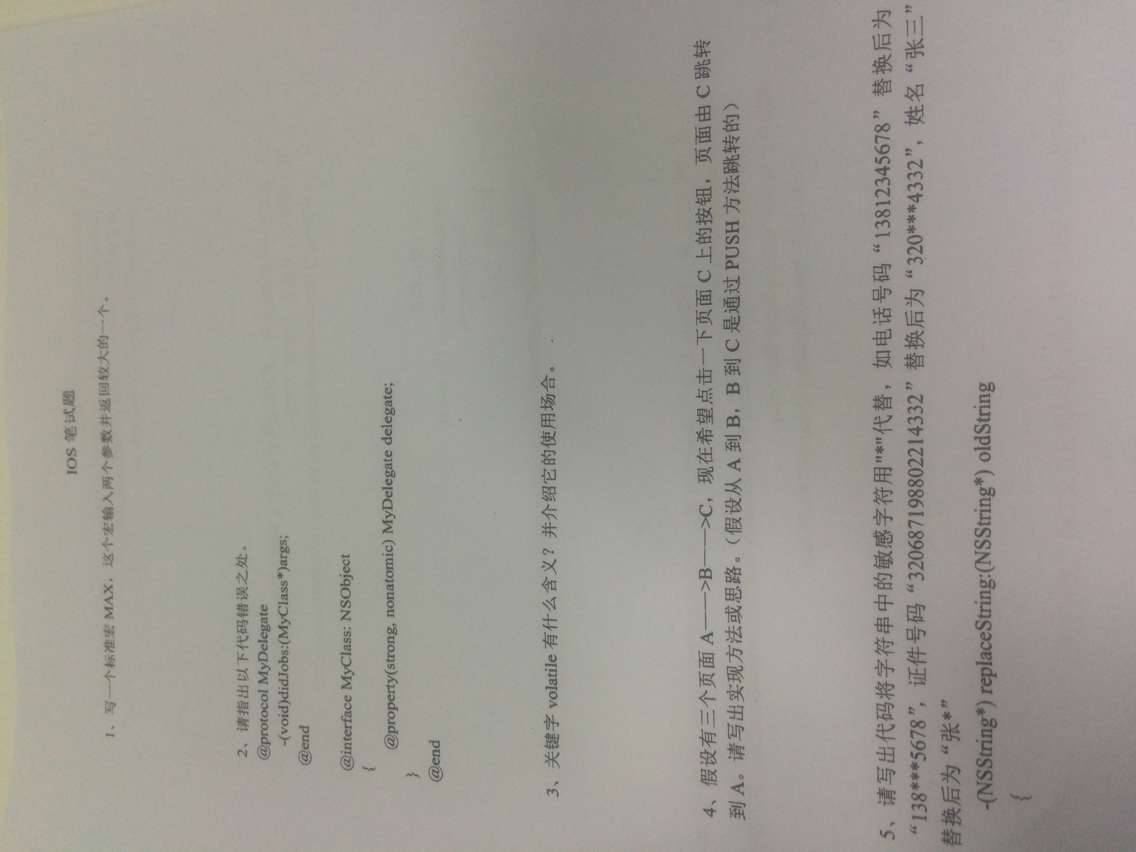 IOS 笔试题
1、写一个标准宏 MAX，这个宏输入两个参数并返回较大的一个。
2、请指出以下代码错误之处。
@protocol MyDelegate
-(void)didJobs:(MyClass*)args;
@end
@interface MyClass: NSObject
{
@property(strong, nonatomic) MyDelegate delegate;
}
@end
3、关键字 volatile 有什么含义？并介绍它的使用场合。
4、假设有三个页面 A——>B——>C，现在希望点击一下页面 C 上的按钮，页面由 C 跳转
到 A。请写出实现方法或思路。（假设从 A 到 B，B 到 C 是通过 PUSH 方法跳转的）
5、请写出代码将字符串中的敏感字符用"*"代替，如电话号码“13812345678”替换后为
“138***5678”，证件号码“320687198802214332”替换后为“320***4332”，姓名“张三”
替换后为“张*”
-(NSString*) replaceString:(NSString*) oldString
{